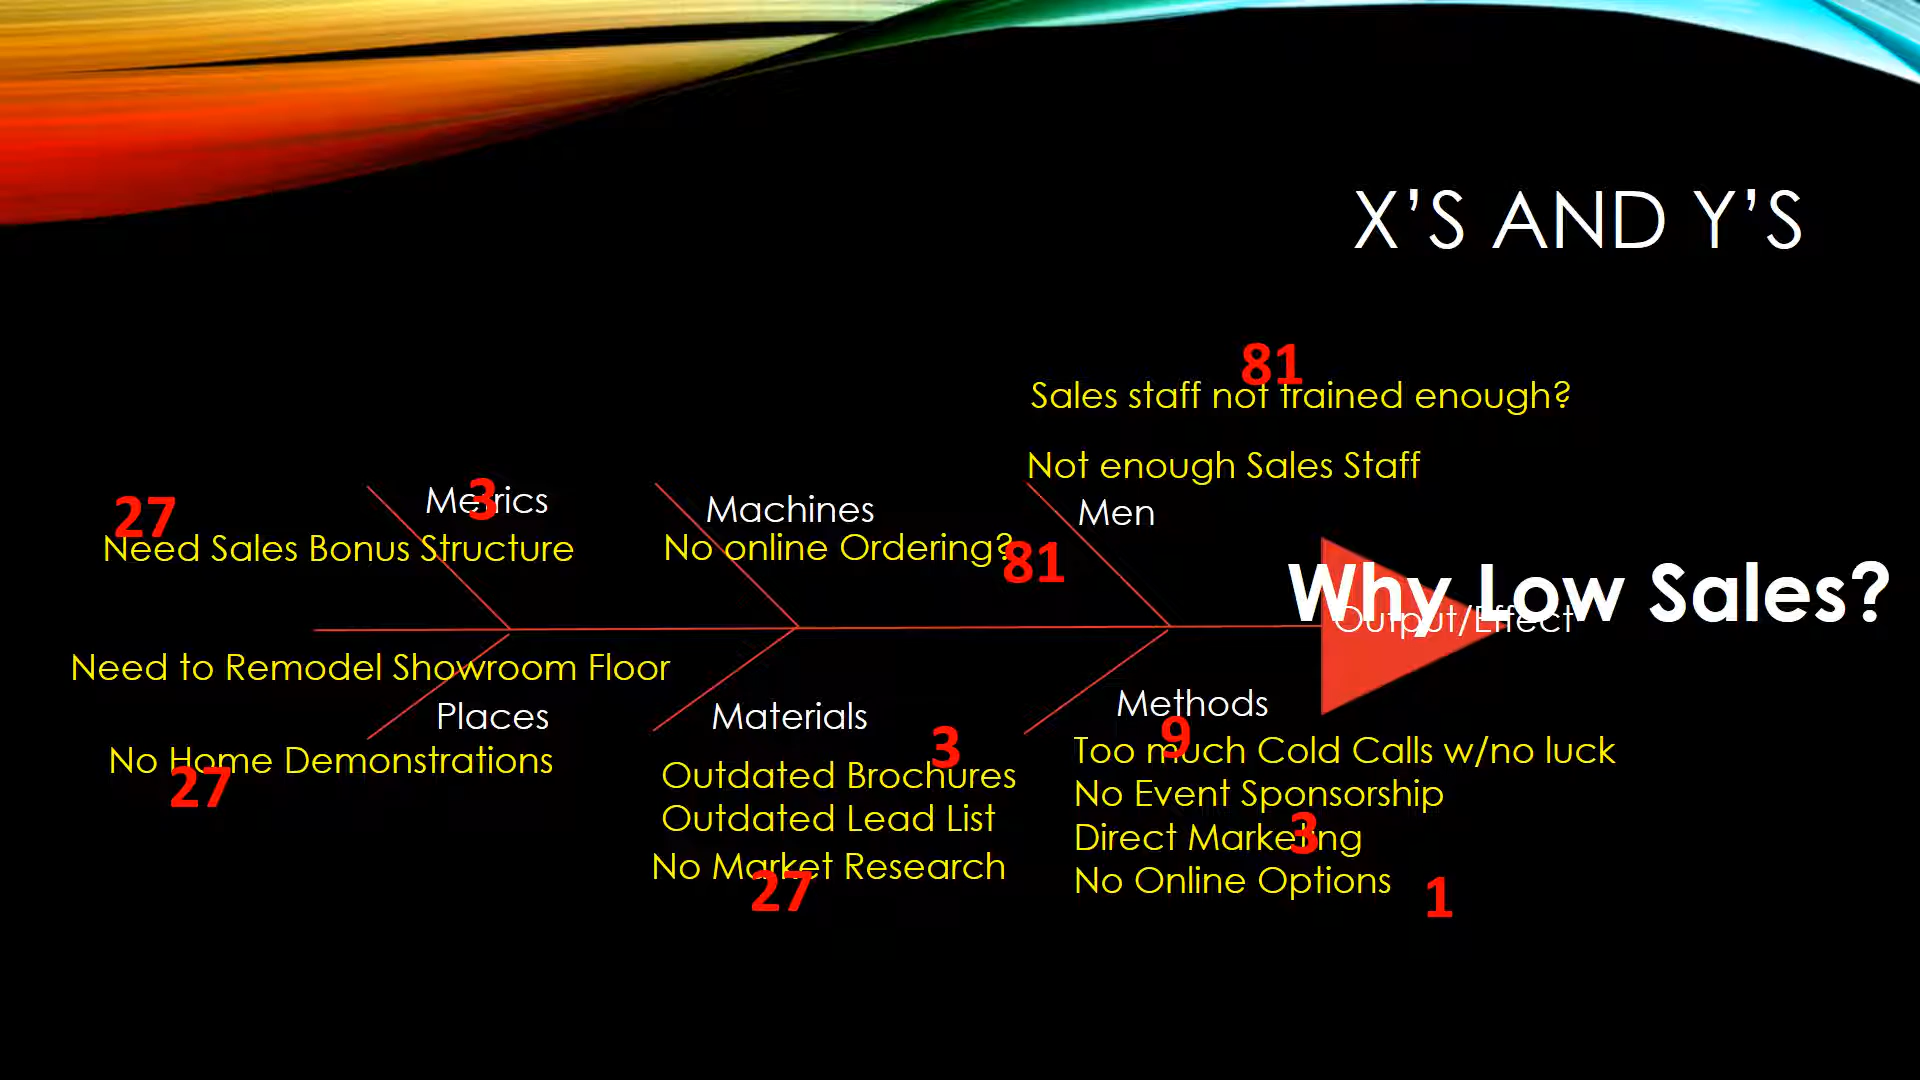 X'S AND Y'S
81
Sales staff not trained enough?
Not enough Sales Staff
Men
27
Metrics
3
Need Sales Bonus Structure
Machines
No online Ordering?
81
Why Low Sales?
Output/Effect
Need to Remodel Showroom Floor
Places
No Home Demonstrations
27
Materials
3
Outdated Brochures
Outdated Lead List
No Market Research
27
Methods
9
Too much Cold Calls w/no luck
No Event Sponsorship
3
Direct Marketing
No Online Options
1